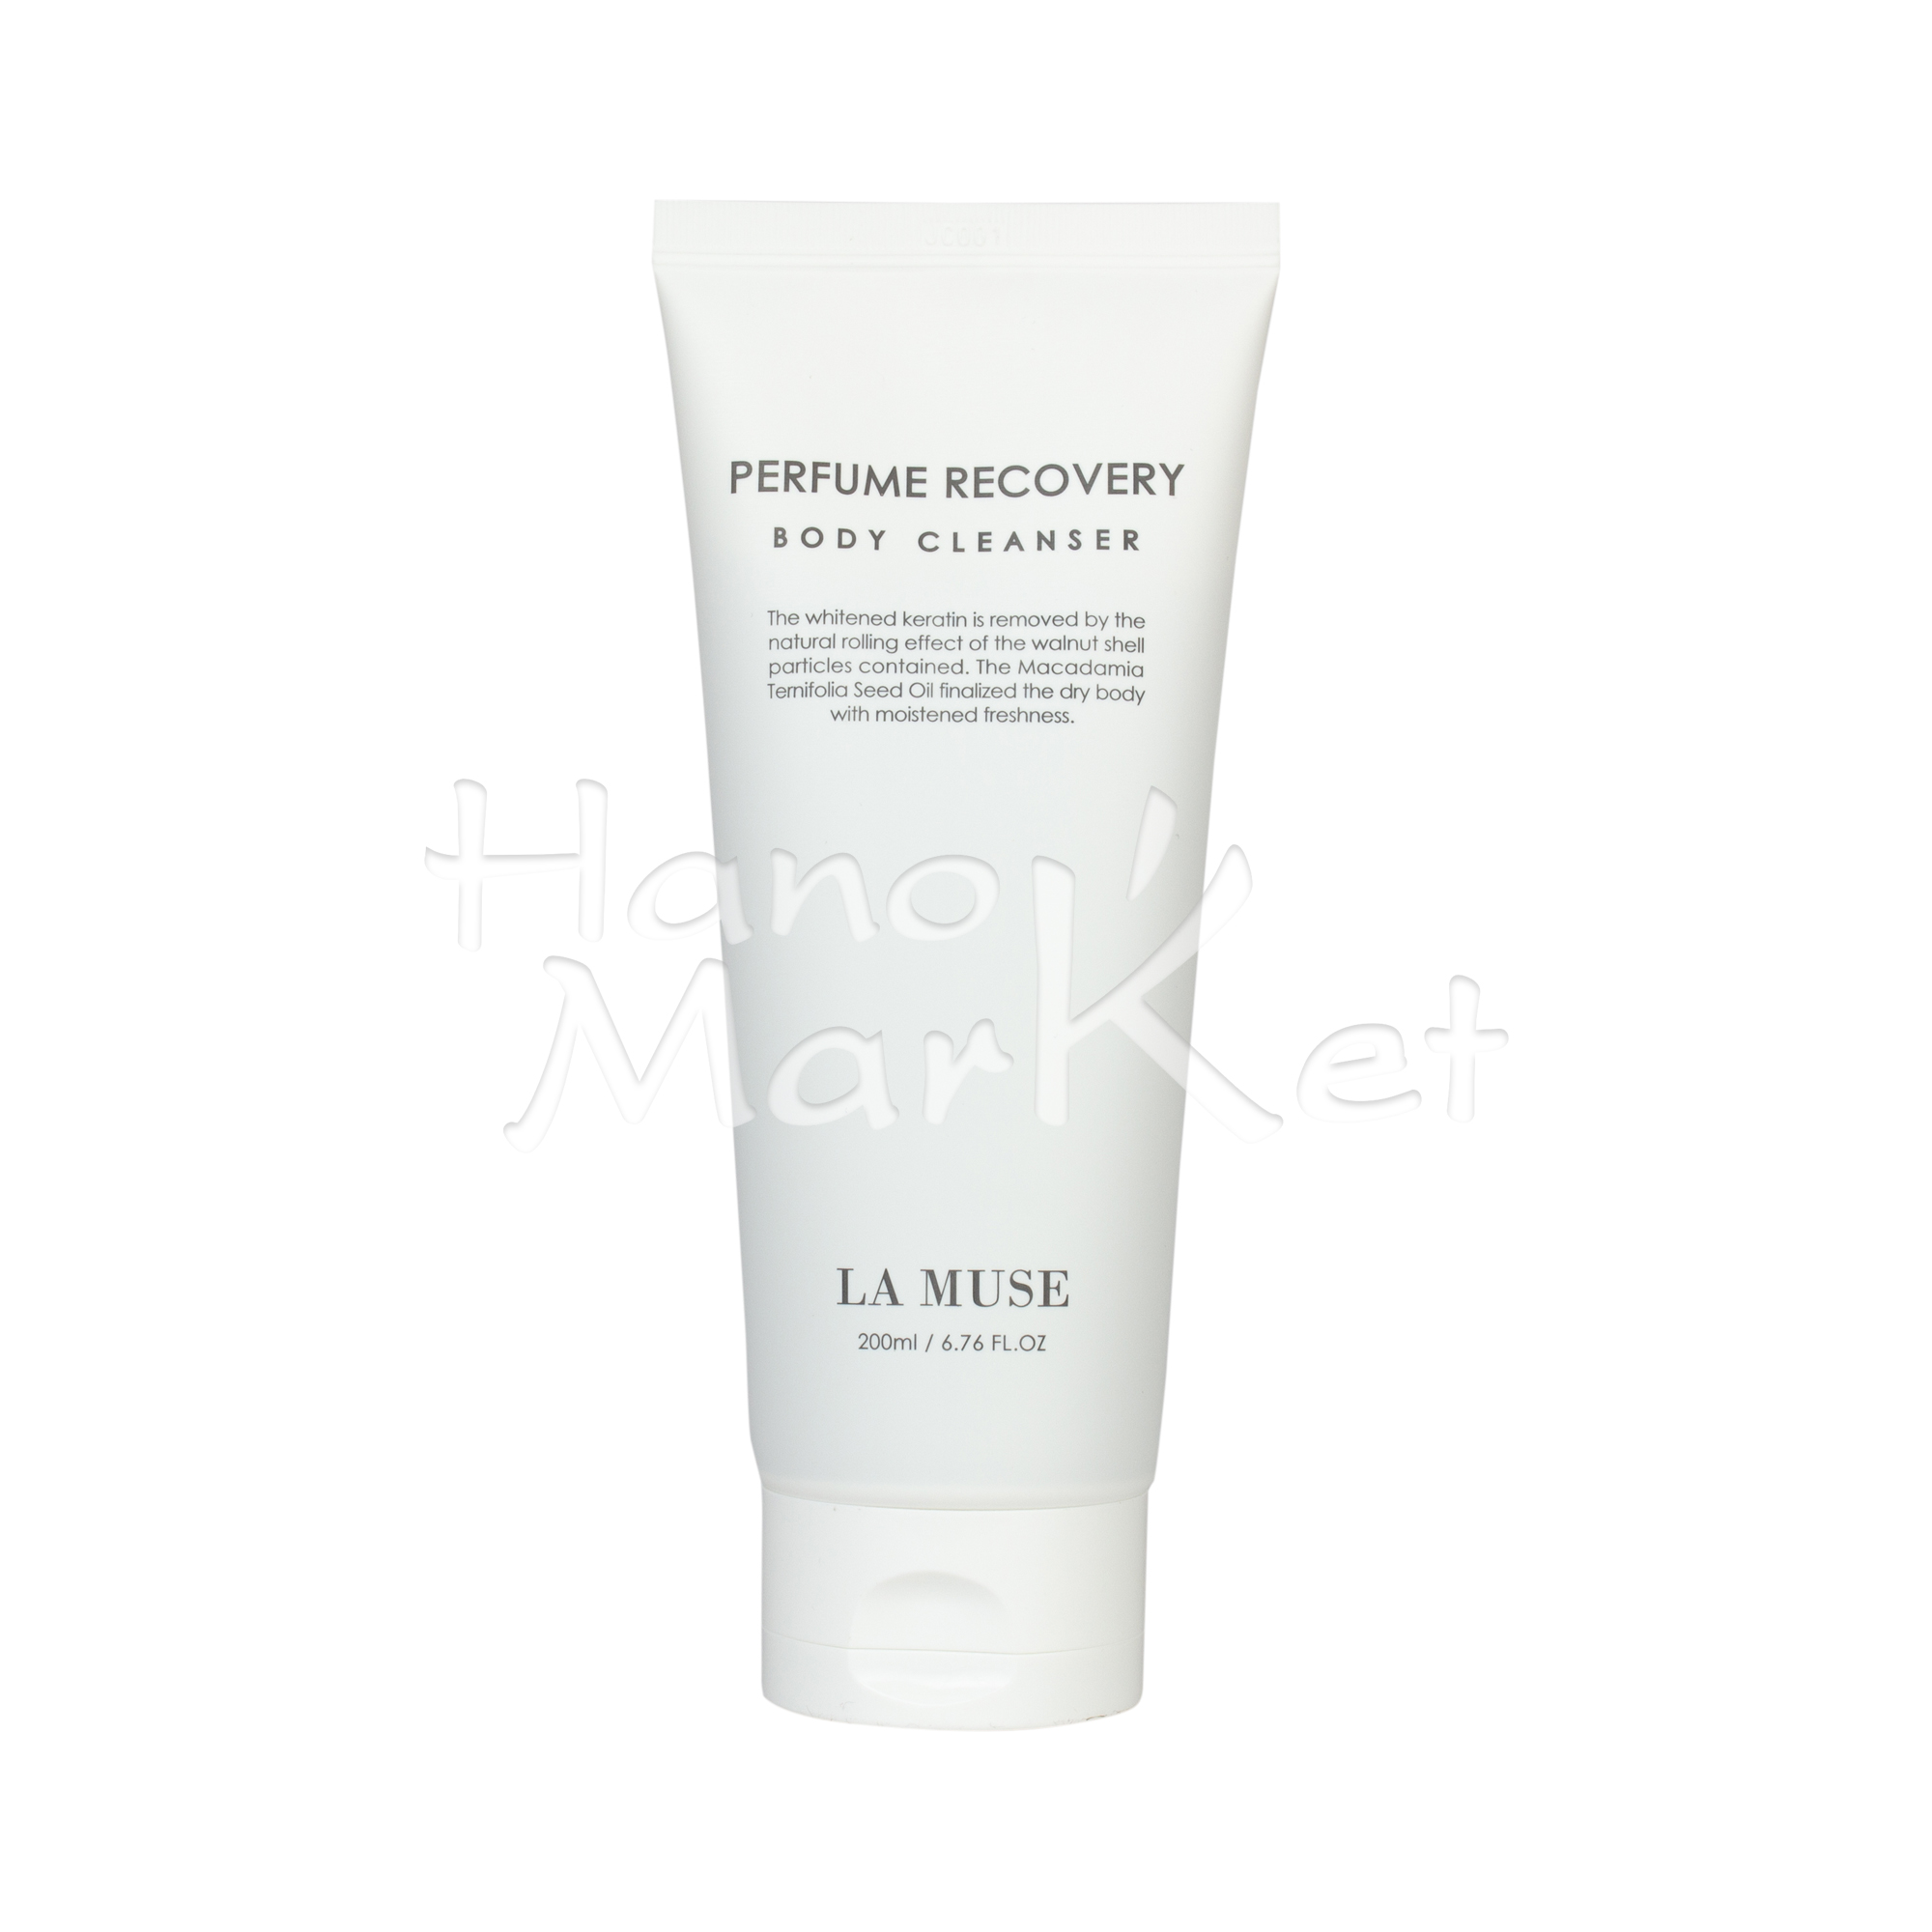 PERFUME RECOVERY
BODY CLEANSER
The whitened keratin is removed by the
natural rolling effect of the walnut shell
particles contained. The Macadamia
Ternifolia Seed Oil finalized the dry body
with moistened freshness.
Hano
MarKet
LA MUSE
200ml / 6.76 FL.OZ